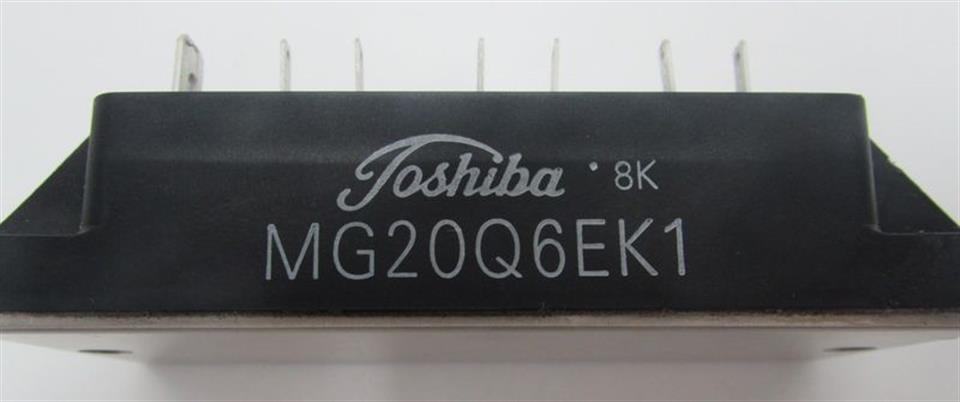 Toshiba · 8K
MG20Q6EK1